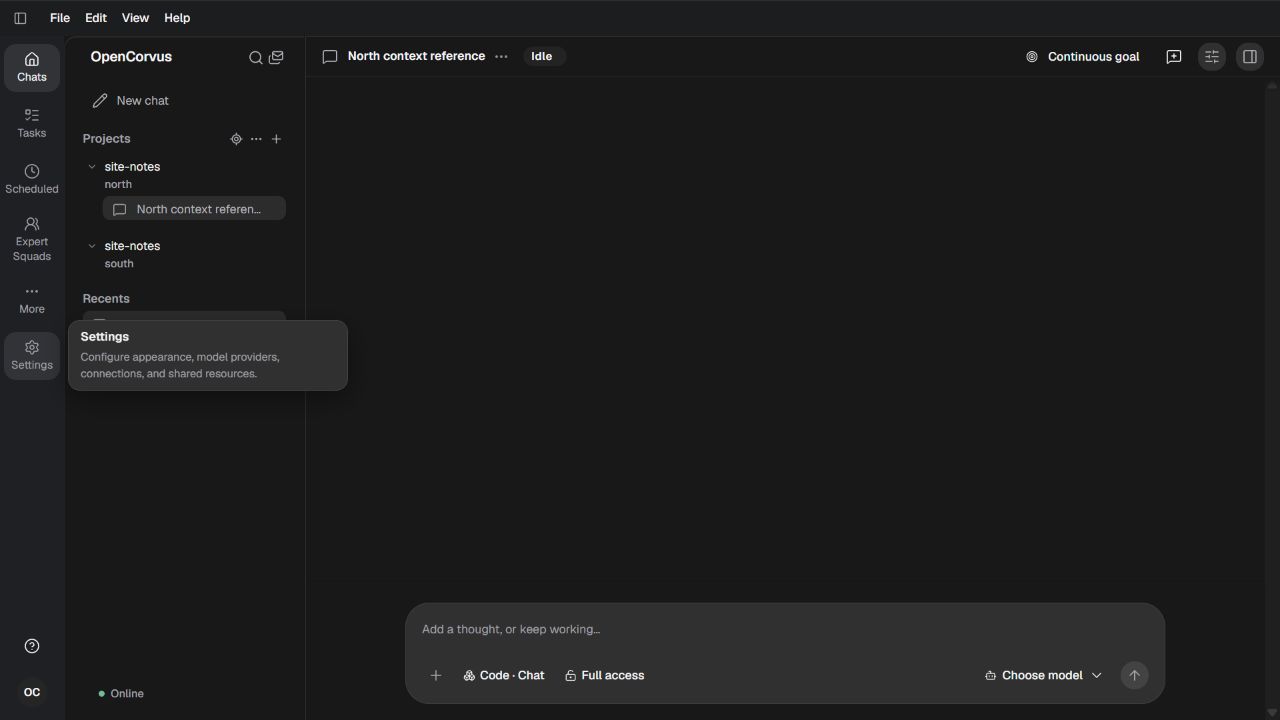 File Edit View Help
Chats
Tasks
Scheduled
Expert
Squads
More
Settings
OC
OpenCorvus
New chat
Projects
site-notes
north
North context referen...
site-notes
south
Recents
Settings
Configure appearance, model providers,
connections, and shared resources.
Online
North context reference
Idle
Continuous goal
Add a thought, or keep working...
Code · Chat
Full access
Choose model